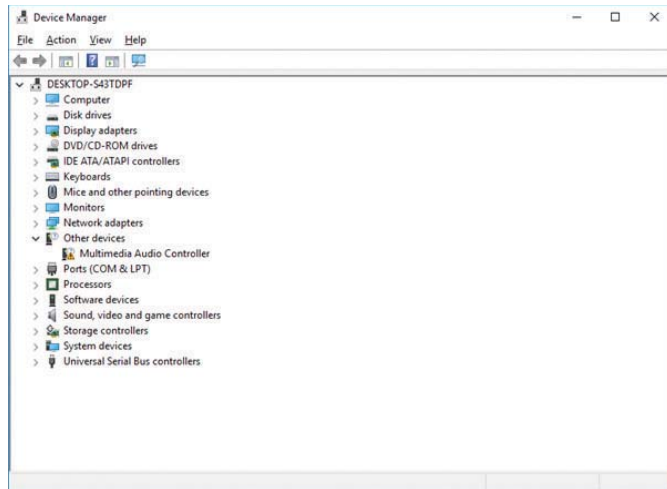 Device Manager
File Action View Help
DESKTOP-S43TDPF
Computer
Disk drives
Display adapters
DVD/CD-ROM drives
IDE ATA/ATAPI controllers
Keyboards
Mice and other pointing devices
Monitors
Network adapters
Other devices
Multimedia Audio Controller
Ports (COM & LPT)
Processors
Software devices
Sound, video and game controllers
Storage controllers
System devices
Universal Serial Bus controllers